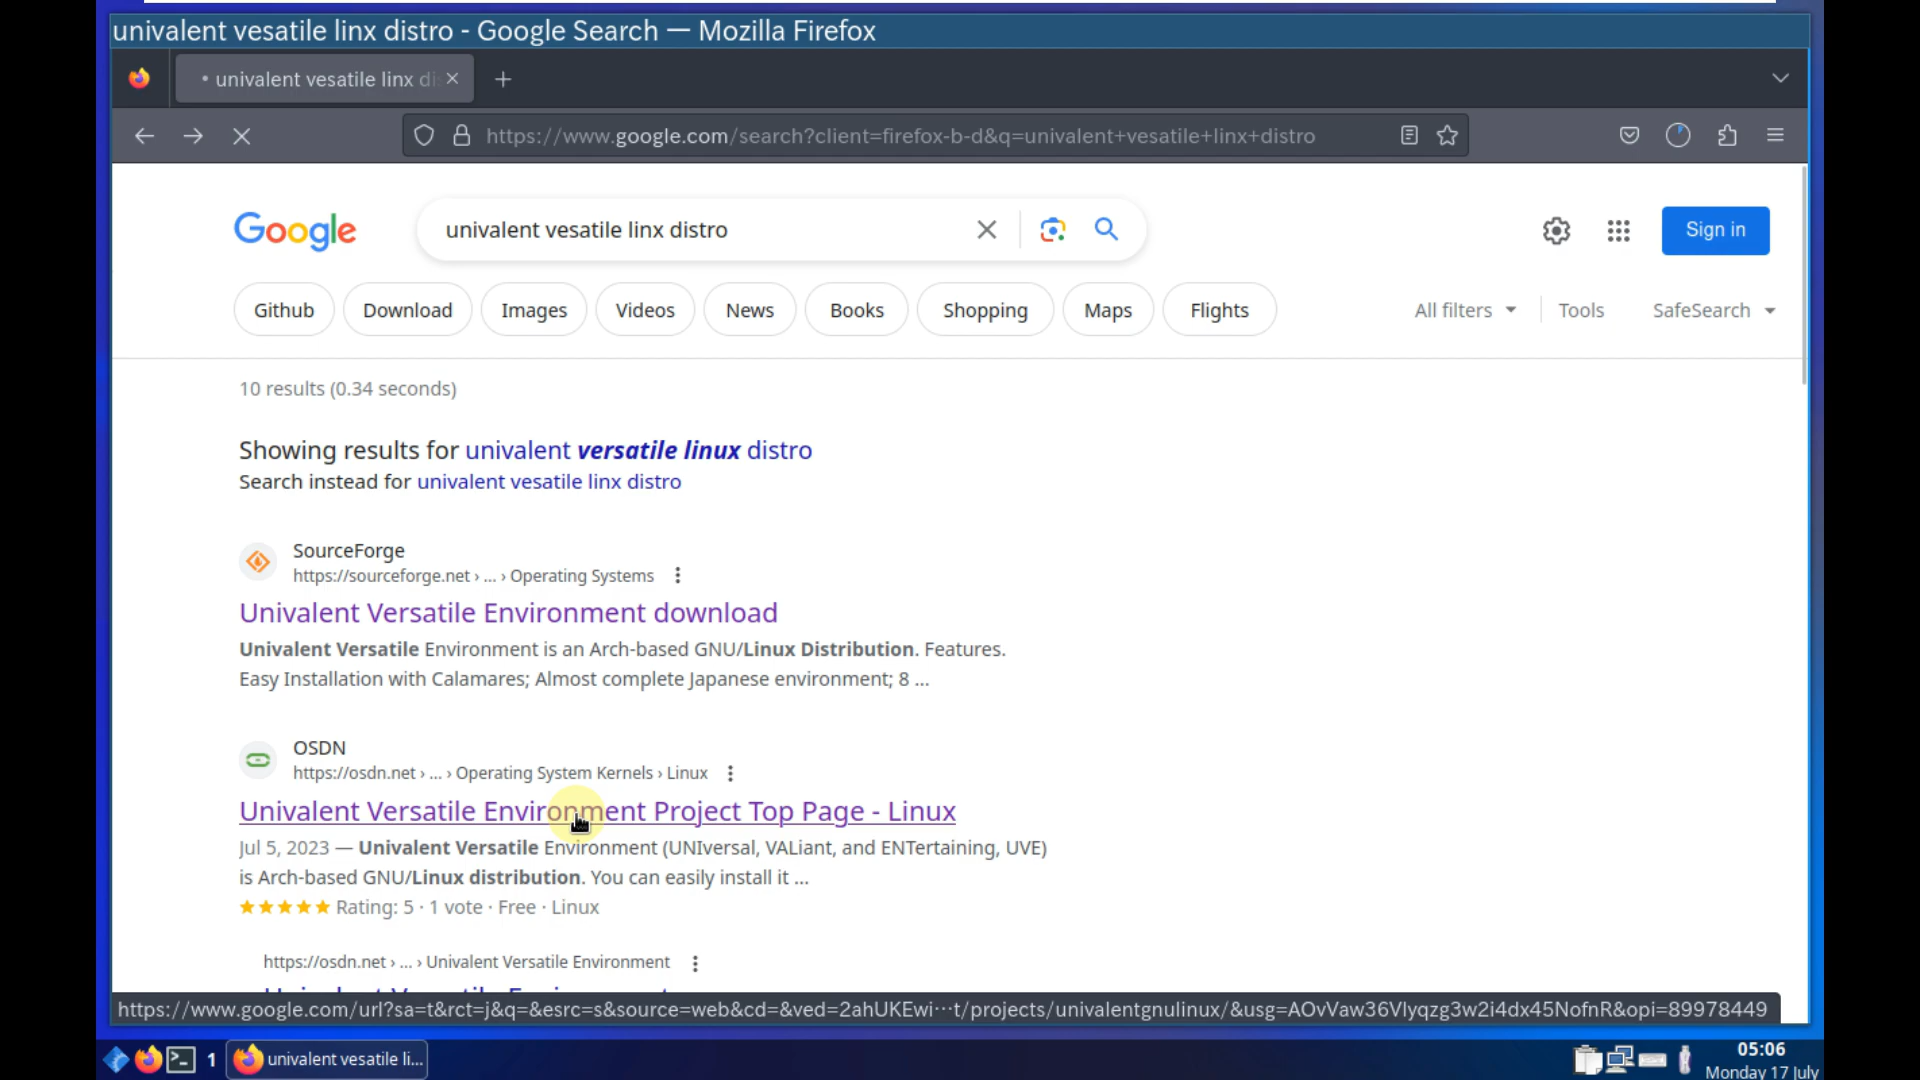 univalent vesatile linx distro - Google Search — Mozilla Firefox
univalent vesatile linx di
https://www.google.com/search?client=firefox-b-d&q=univalent+vesatile+linx+distro
Google
univalent vesatile linx distro
Sign in
Github
Download
Images
Videos
News
Books
Shopping
Maps
Flights
All filters
Tools
SafeSearch
10 results (0.34 seconds)
Showing results for univalent versatile linux distro
Search instead for univalent vesatile linx distro
SourceForge
https://sourceforge.net › ... › Operating Systems
Univalent Versatile Environment download
Univalent Versatile Environment is an Arch-based GNU/Linux Distribution. Features.
Easy Installation with Calamares; Almost complete Japanese environment; 8 ...
OSDN
https://osdn.net › ... › Operating System Kernels › Linux
Univalent Versatile Environment Project Top Page - Linux
Jul 5, 2023 — Univalent Versatile Environment (UNIversal, VALiant, and ENTertaining, UVE)
is Arch-based GNU/Linux distribution. You can easily install it ...
Rating: 5 · 1 vote · Free · Linux
https://osdn.net › ... › Univalent Versatile Environment
https://www.google.com/url?sa=t&rct=j&q=&esrc=s&source=web&cd=&ved=2ahUKEwi···t/projects/univalentgnulinux/&usg=AOvVaw36VIyqzg3w2i4dx45NofnR&opi=89978449
1
univalent vesatile li...
05:06
Monday 17 July